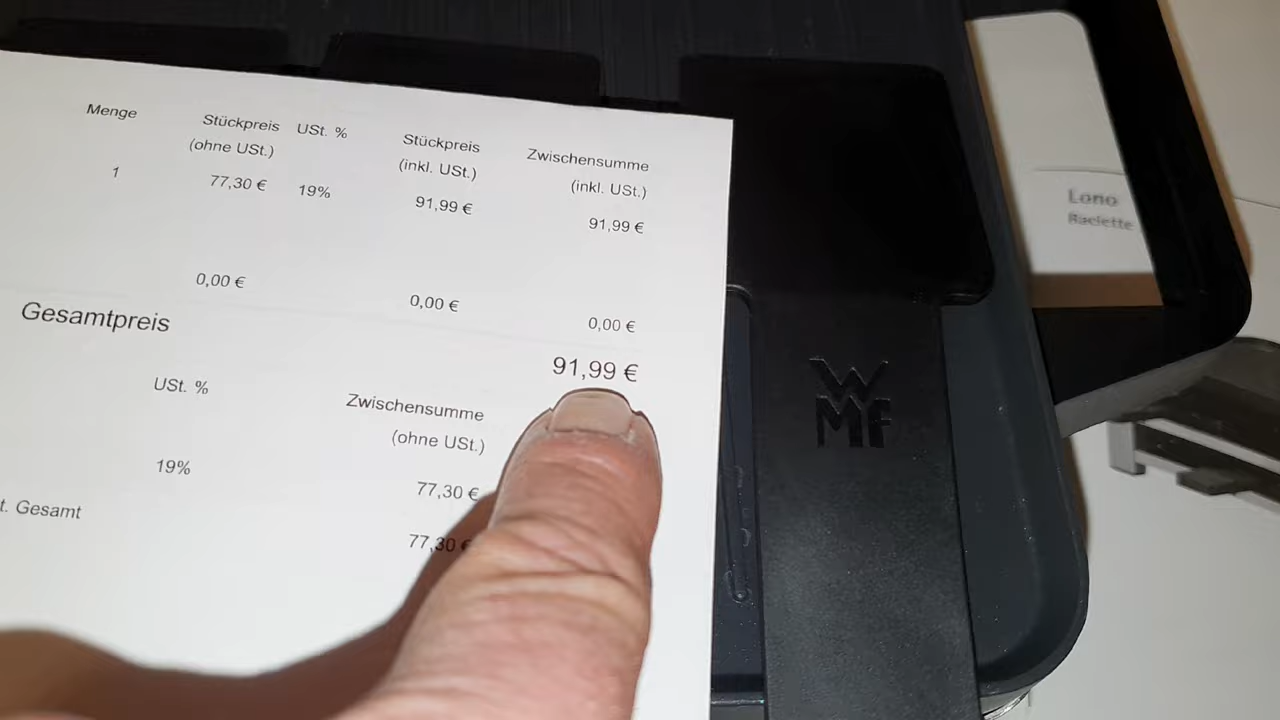 Menge Stückpreis USt. % Stückpreis Zwischensumme
(ohne USt.) (inkl. USt.) (inkl. USt.)
1 77,30 € 19% 91,99 € 91,99 €
0,00 € 0,00 € 0,00 €
Gesamtpreis 91,99 €
USt. % Zwischensumme
(ohne USt.)
19% 77,30 €
t. Gesamt 77,30 €
WMF
Lono
Raclette